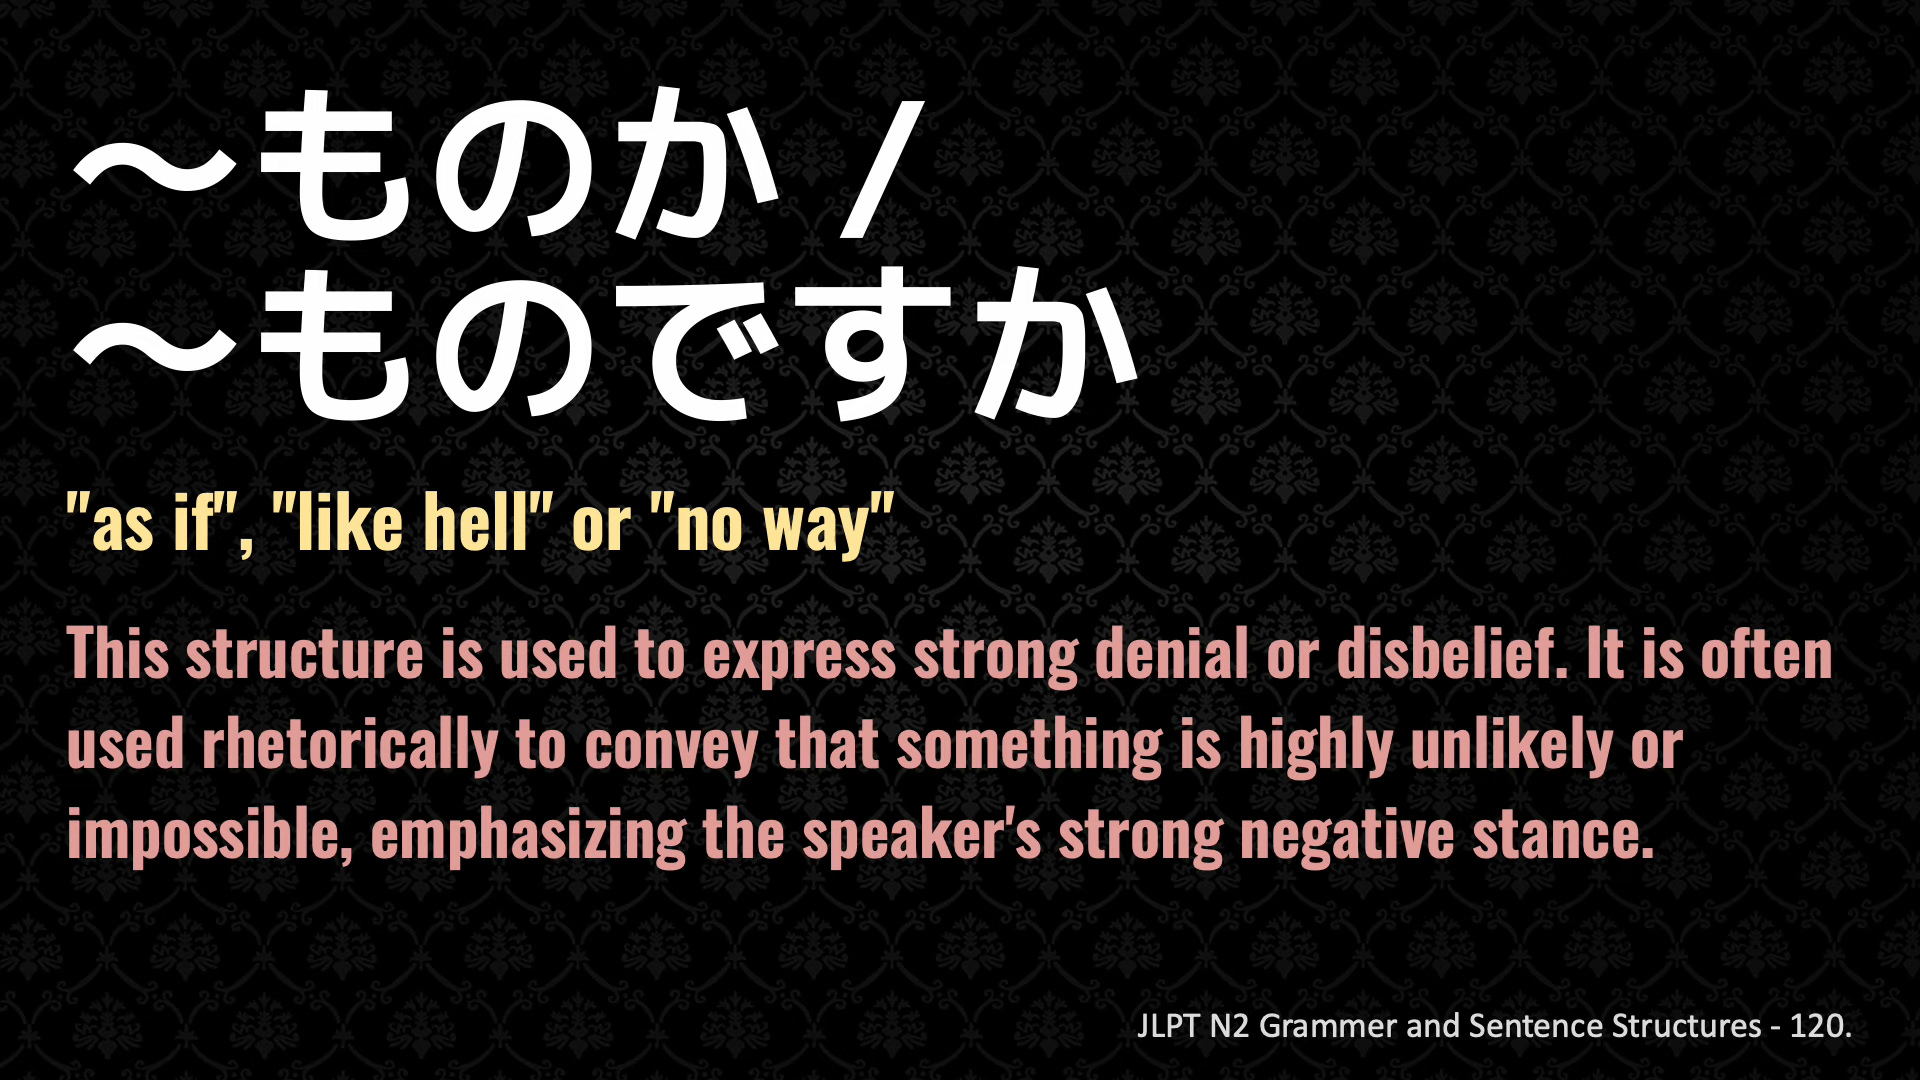 ～ものか /
～ものですか
"as if", "like hell" or "no way"
This structure is used to express strong denial or disbelief. It is often
used rhetorically to convey that something is highly unlikely or
impossible, emphasizing the speaker's strong negative stance.
JLPT N2 Grammer and Sentence Structures - 120.